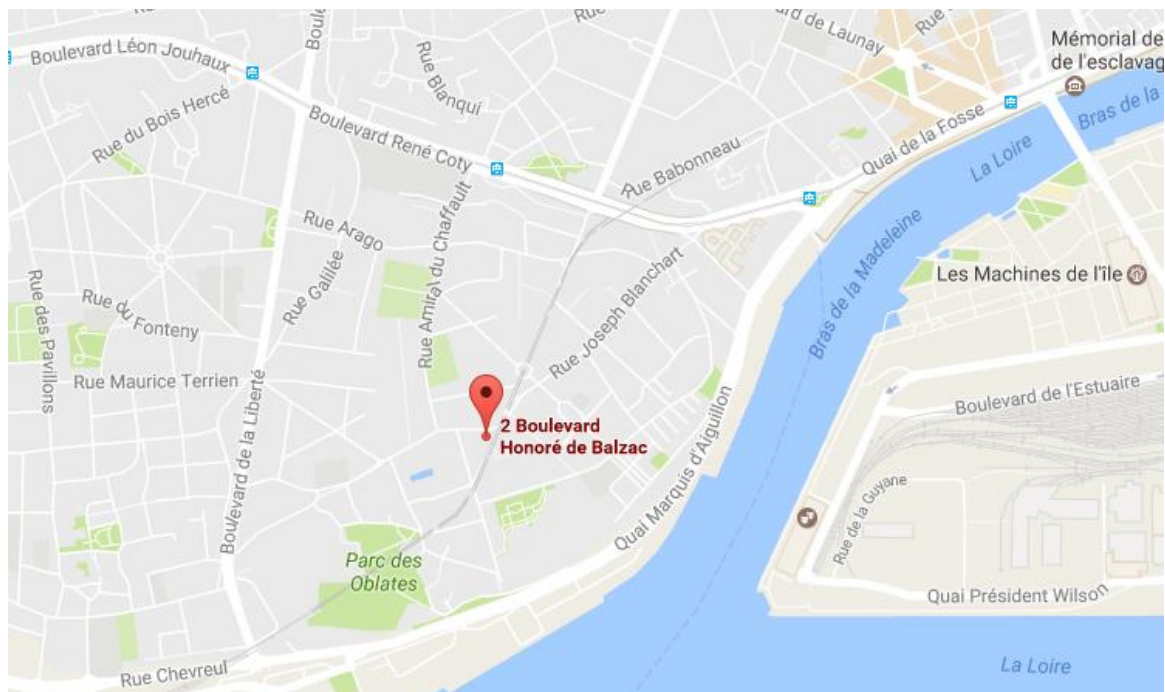 Boulevard Léon Jouhaux
Boule
Rue Blanqui
rd de Launay
Rue
Mémorial de
de l'esclavag
Rue du Bois Hercé
Boulevard René Coty
Rue Babonneau
Quai de la Fosse
La Loire
Bras de la
Rue Arago
Rue Amiral du Chaffault
Rue Galilée
Rue Joseph Blanchart
Bras de la Madeleine
Les Machines de l'île
Rue des Pavillons
Rue du Fonteny
Rue Maurice Terrien
Boulevard de la Liberté
2 Boulevard
Honoré de Balzac
Quai Marquis d'Aiguillon
Boulevard de l'Estuaire
Rue de la Guyane
Parc des
Oblates
Quai Président Wilson
Rue Chevreul
La Loire